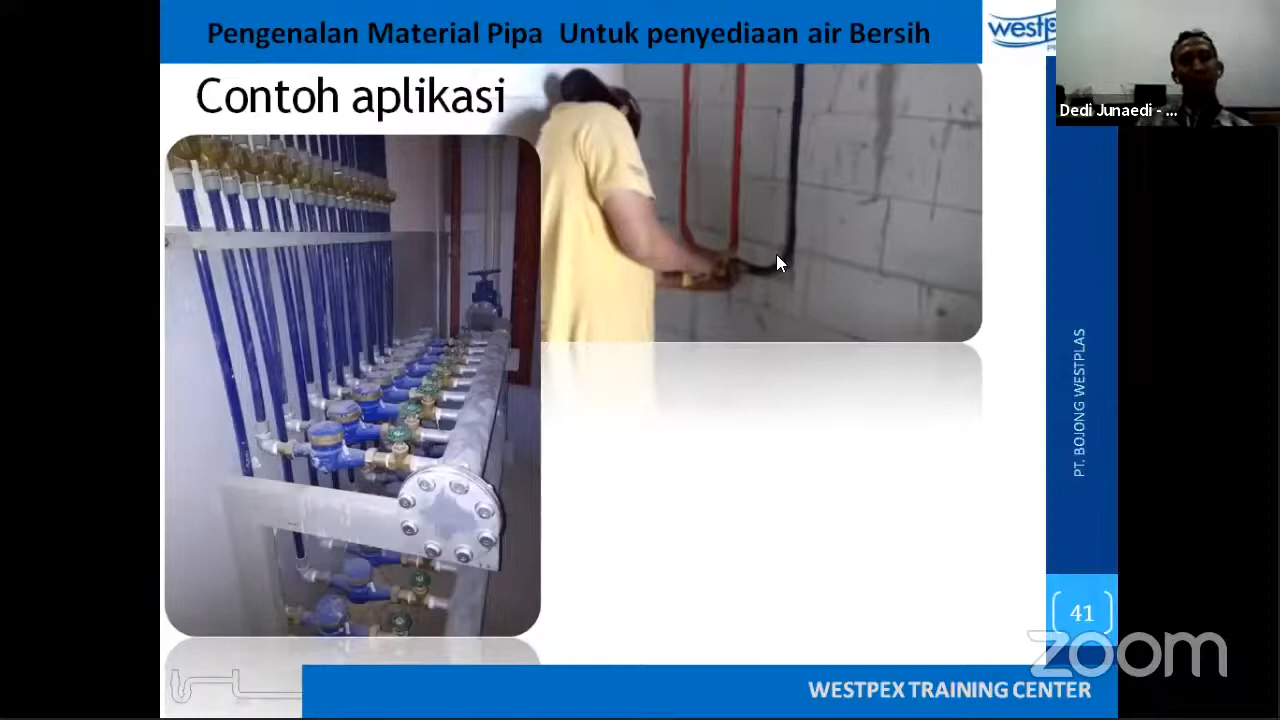 Pengenalan Material Pipa Untuk penyediaan air Bersih
Contoh aplikasi
Dedi Junaedi - ...
PT. BOJONG WESTPLAS
41
zoom
WESTPEX TRAINING CENTER